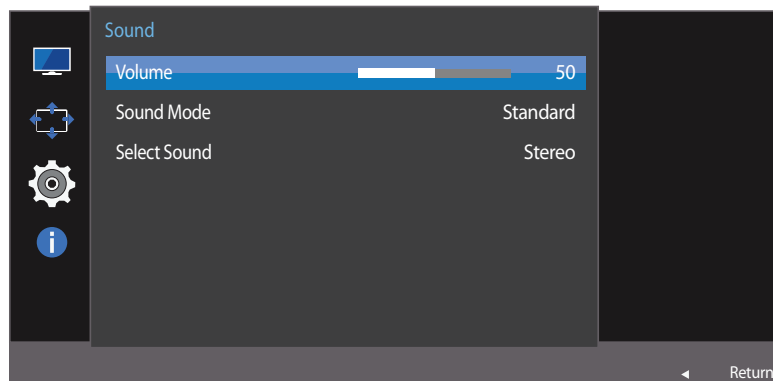 Sound
Volume 50
Sound Mode Standard
Select Sound Stereo
i
Return